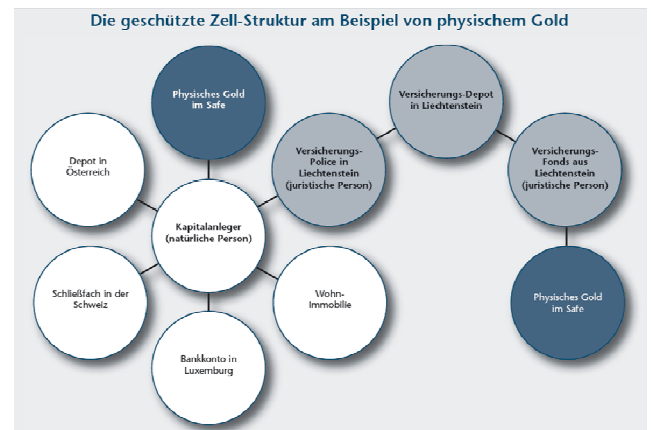 Die geschützte Zell-Struktur am Beispiel von physischem Gold
Physisches Gold
im Safe
Versicherungs-Depot
in Liechtenstein
Depot in
Österreich
Versicherungs-
Police in
Liechtenstein
(juristische Person)
Versicherungs-
Fonds aus
Liechtenstein
(juristische Person)
Kapitalanleger
(natürliche Person)
Schließfach in der
Schweiz
Wohn-
Immobilie
Physisches Gold
im Safe
Bankkonto in
Luxemburg